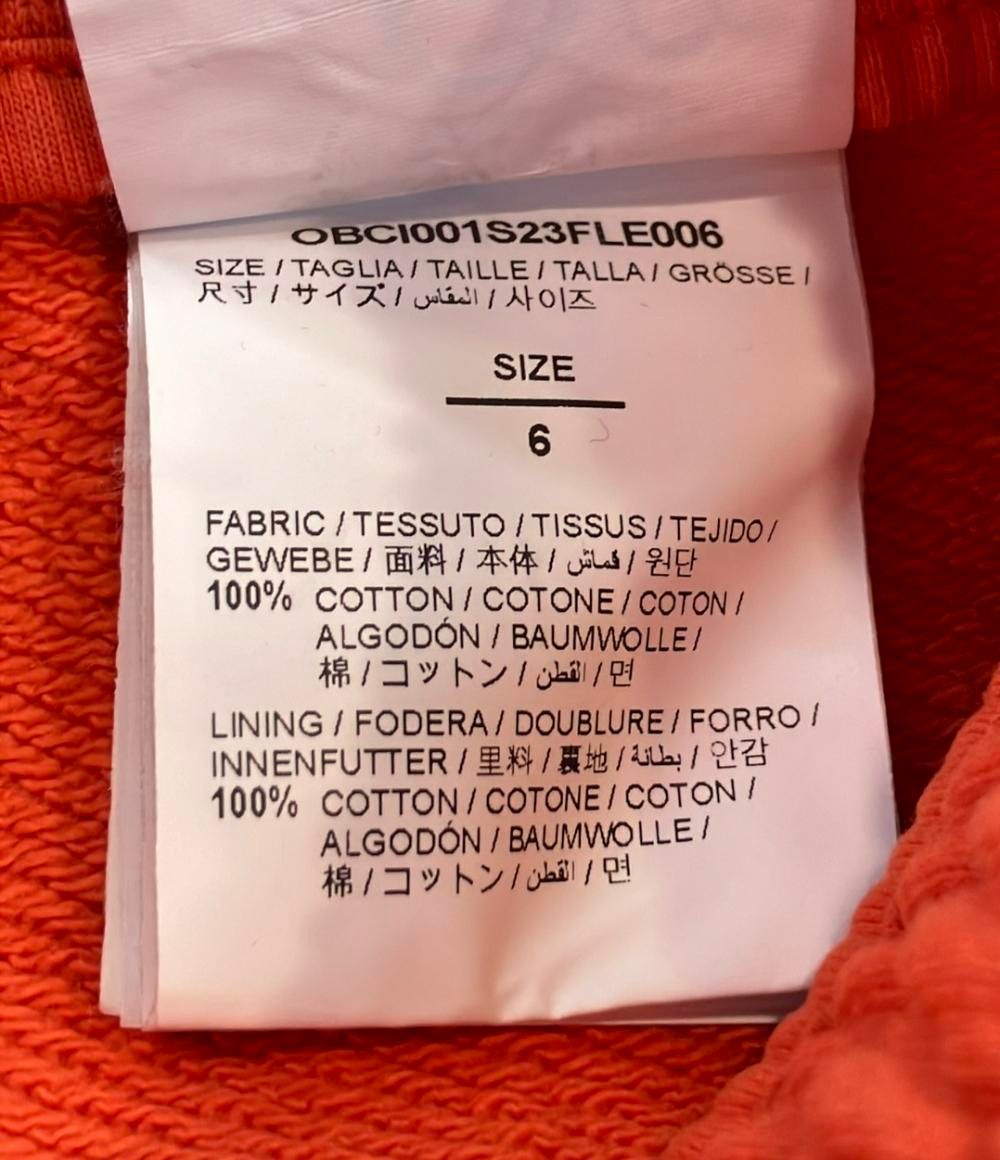 OBCI001S23FLE006
SIZE / TAGLIA / TAILLE / TALLA / GRÖSSE /
尺寸 / サイズ / المقاس / 사이즈
SIZE
6
FABRIC / TESSUTO / TISSUS / TEJIDO /
GEWEBE / 面料 / 本体 / قماش / 원단
100% COTTON / COTONE / COTON /
ALGODÓN / BAUMWOLLE /
棉 / コットン / القطن / 면
LINING / FODERA / DOUBLURE / FORRO /
INNENFUTTER / 里料 / 裏地 / بطانة / 안감
100% COTTON / COTONE / COTON /
ALGODÓN / BAUMWOLLE /
棉 / コットン / القطن / 면